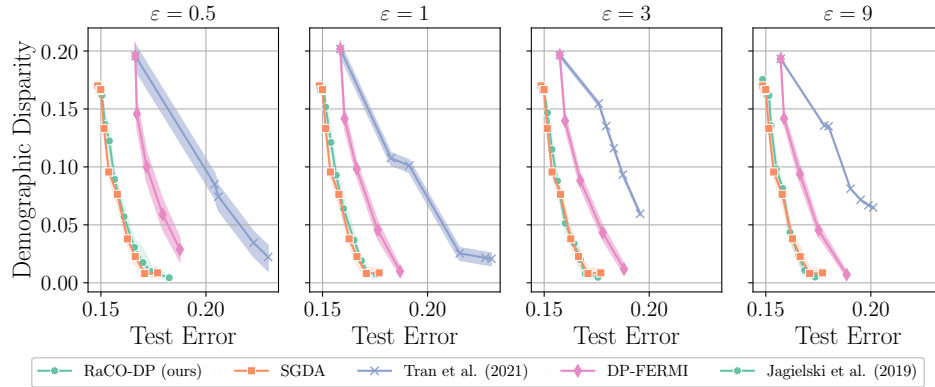 ε = 0.5
ε = 1
ε = 3
ε = 9
Demographic Disparity
0.20
0.15
0.10
0.05
0.00
0.15 0.20
0.15 0.20
0.15 0.20
0.15 0.20
Test Error
Test Error
Test Error
Test Error
RaCO-DP (ours) SGDA Tran et al. (2021) DP-FERMI Jagielski et al. (2019)